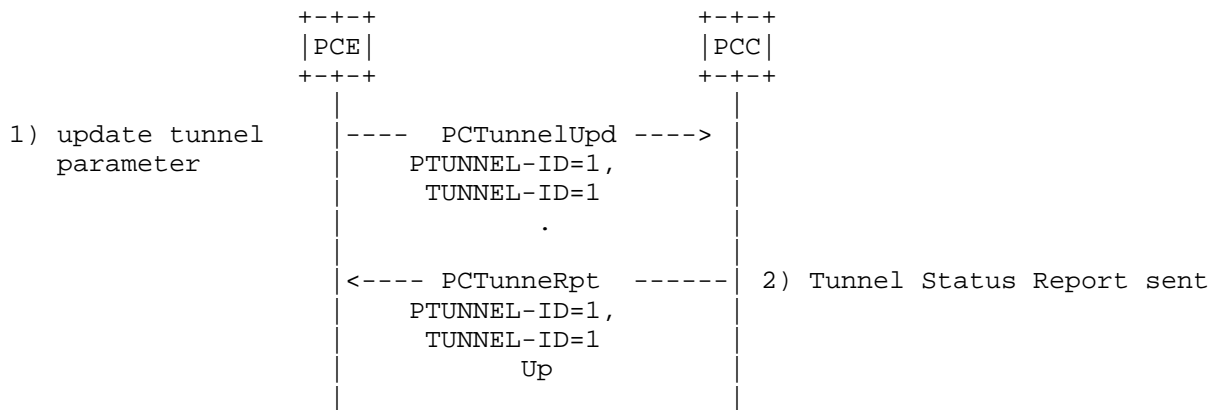 +-+-+                    +-+-+
|PCE|                    |PCC|
+-+-+                    +-+-+
|                        |
1) update tunnel    |---- PCTunnelUpd ----> |
parameter         |   PTUNNEL-ID=1,        |
|    TUNNEL-ID=1         |
|            .           |
|                        |
|<---- PCTunneRpt ------| 2) Tunnel Status Report sent
|   PTUNNEL-ID=1,        |
|    TUNNEL-ID=1         |
|           Up           |
|                        |